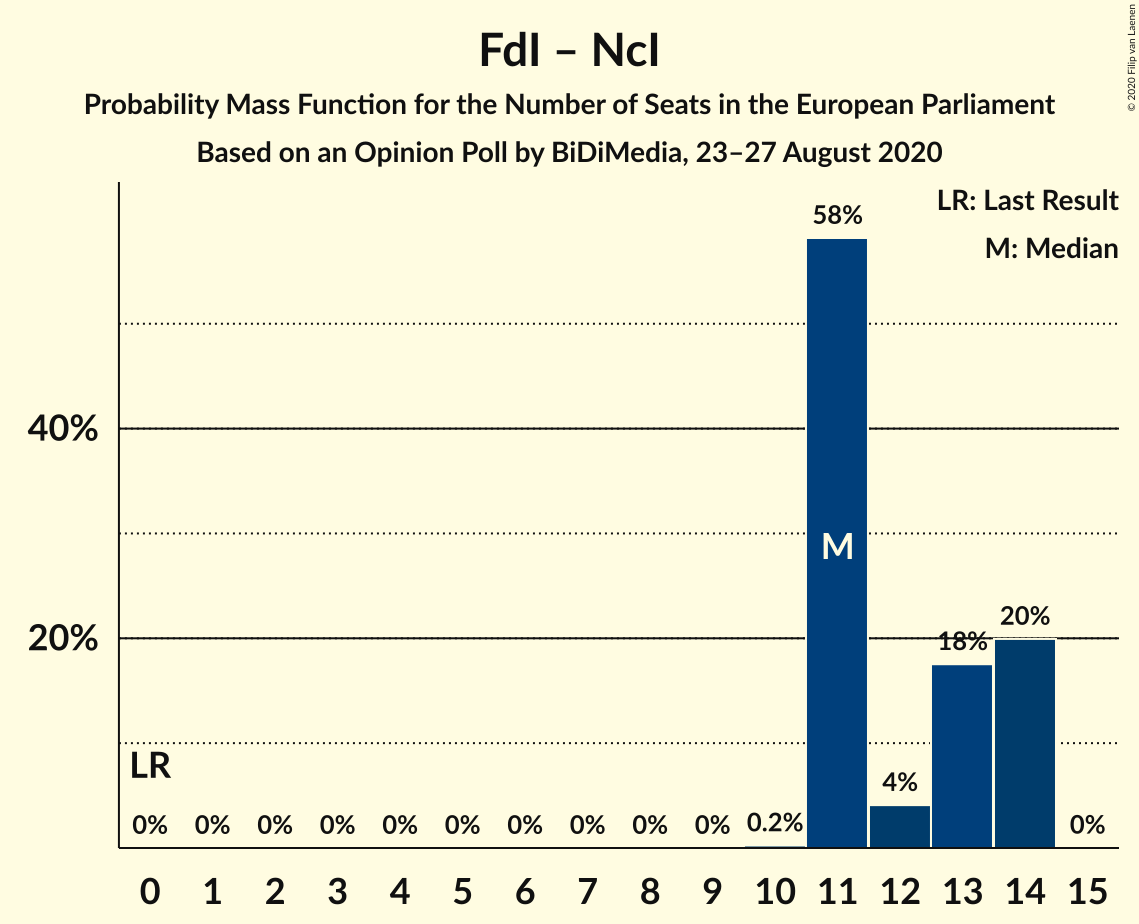 FdI – NcI
Probability Mass Function for the Number of Seats in the European Parliament
Based on an Opinion Poll by BiDiMedia, 23–27 August 2020
© 2020 Filip van Laenen
LR: Last Result
M: Median
58%
40%
M
20%
20%
18%
LR
4%
0% 0% 0% 0% 0% 0% 0% 0% 0% 0% 0.2% 0%
0 1 2 3 4 5 6 7 8 9 10 11 12 13 14 15